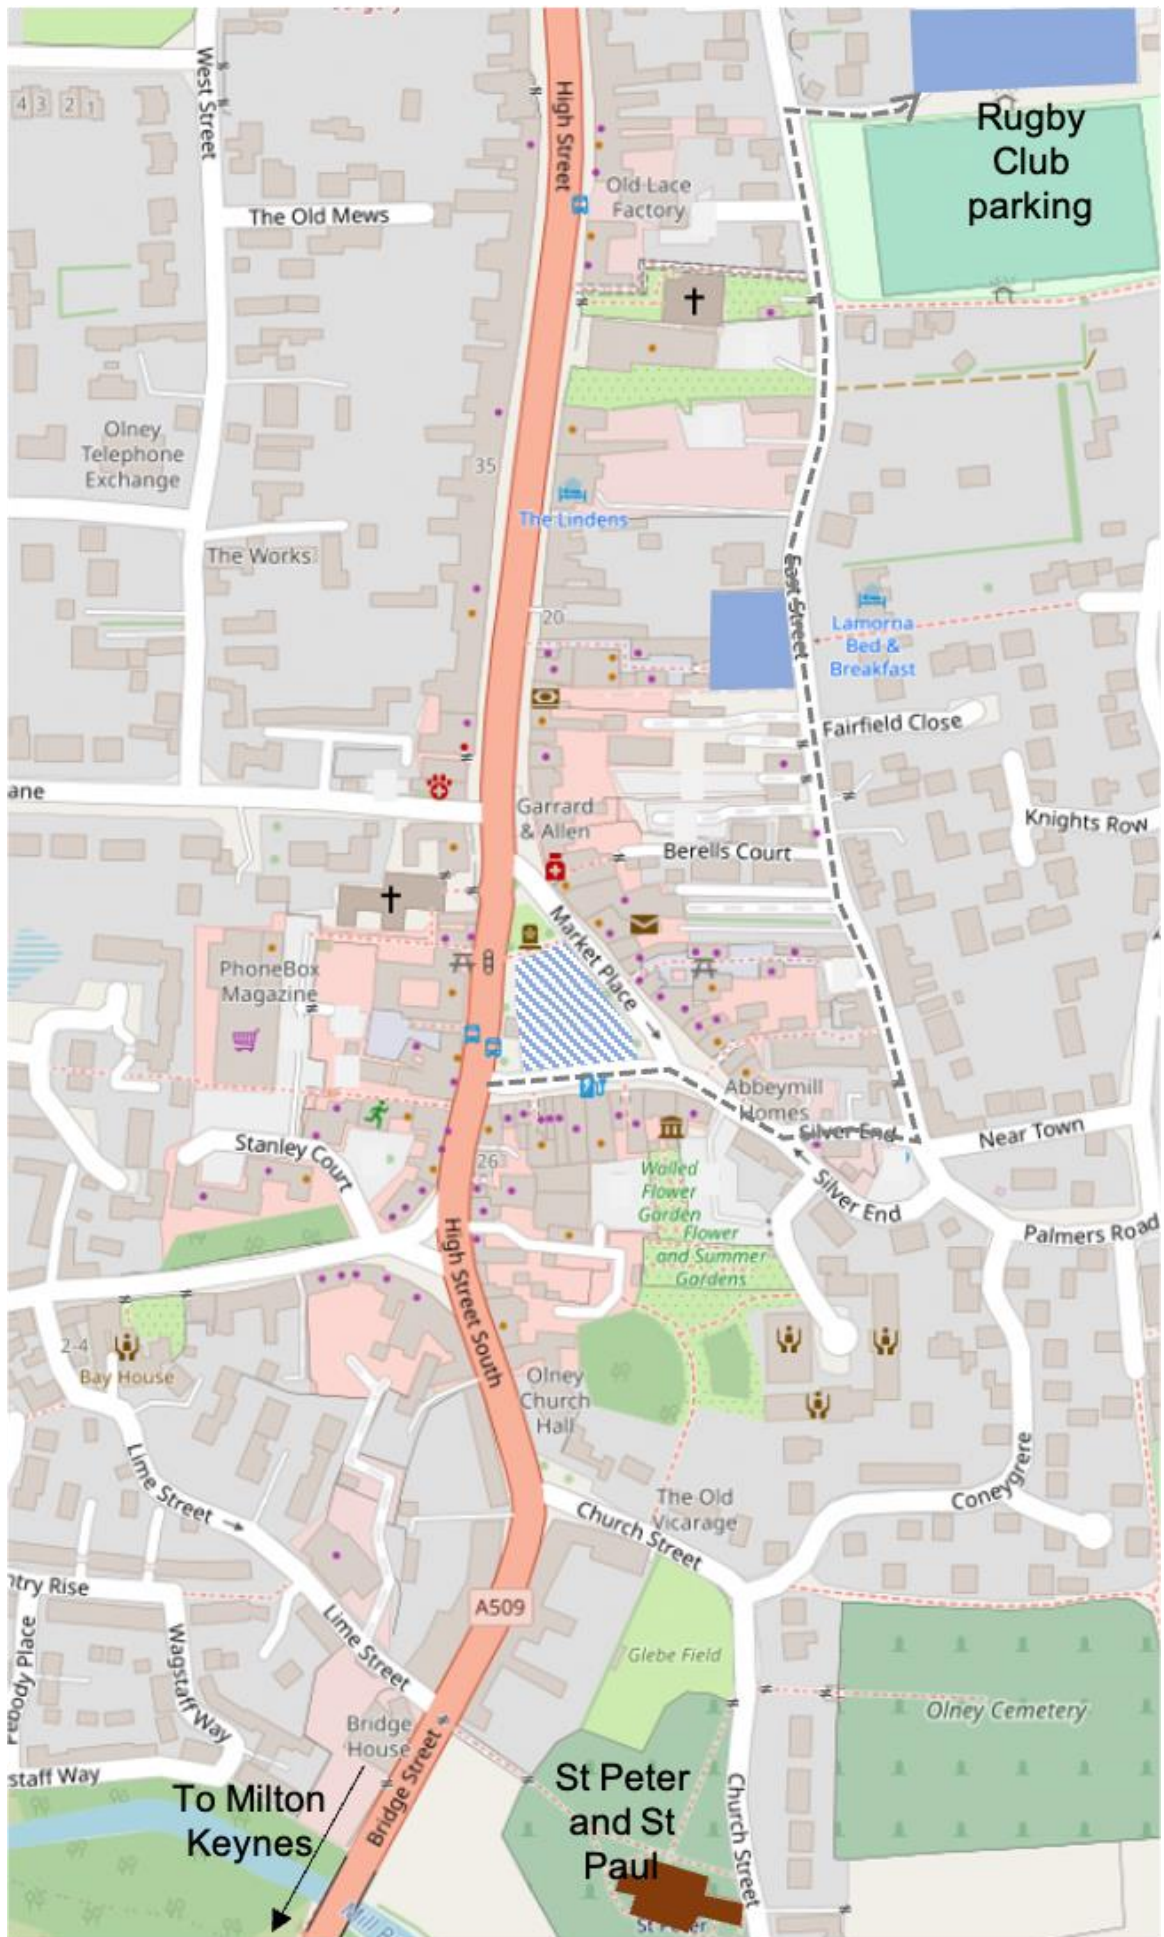 High Street
West Street
4 3 2 1
The Old Mews
Old Lace
Factory
Rugby
Club
parking
Olney
Telephone
Exchange
35
The Lindens
The Works
East Street
20
Lamorna
Bed &
Breakfast
Fairfield Close
ane
Garrard
& Allen
Knights Row
Berells Court
Market Place
PhoneBox
Magazine
Abbeymill
Homes
Silver End
Near Town
Stanley Court
26
Walled
Flower
Garden
Flower
and Summer
Gardens
Silver End
Palmers Road
High Street South
2-4
Bay House
Olney
Church
Hall
Lime Street
The Old
Vicarage
Coneygrere
Church Street
ntry Rise
A509
Lime Street
Wagstaff Way
Glebe Field
Olney Cemetery
Bridge
House
staff Way
To Milton
Keynes
Bridge Street
St Peter
and St
Paul
Church Street
St Peter